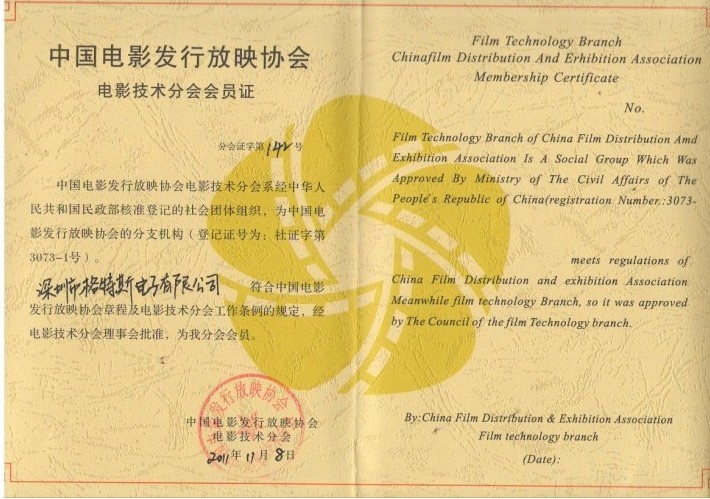 中国电影发行放映协会
电影技术分会会员证
分会证字第142号
中国电影发行放映协会电影技术分会系经中华人
民共和国民政部核准登记的社会团体组织，为中国电
影发行放映协会的分支机构（登记证号为：社证字第
3073-1号）。
深圳市格特斯电子有限公司 符合中国电影
发行放映协会章程及电影技术分会工作条例的规定，经
电影技术分会理事会批准，为我分会会员。
中国电影发行放映协会
电影技术分会
2011年11月8日
Film Technology Branch
Chinafilm Distribution And Erhibition Association
Membership Certificate
No.
Film Technology Branch of China Film Distribution Amd
Exhibition Association Is A Social Group Which Was
Approved By Ministry of The Civil Affairs of The
People's Republic of China(registration Number,:3073-
meets regulations of
China Film Distribution and exhibition Association
Meanwhile film technology Branch, so it was approved
by The Council of the film Technology branch.
By:China Film Distribution & Exhibition Association
Film technology branch
(Date):